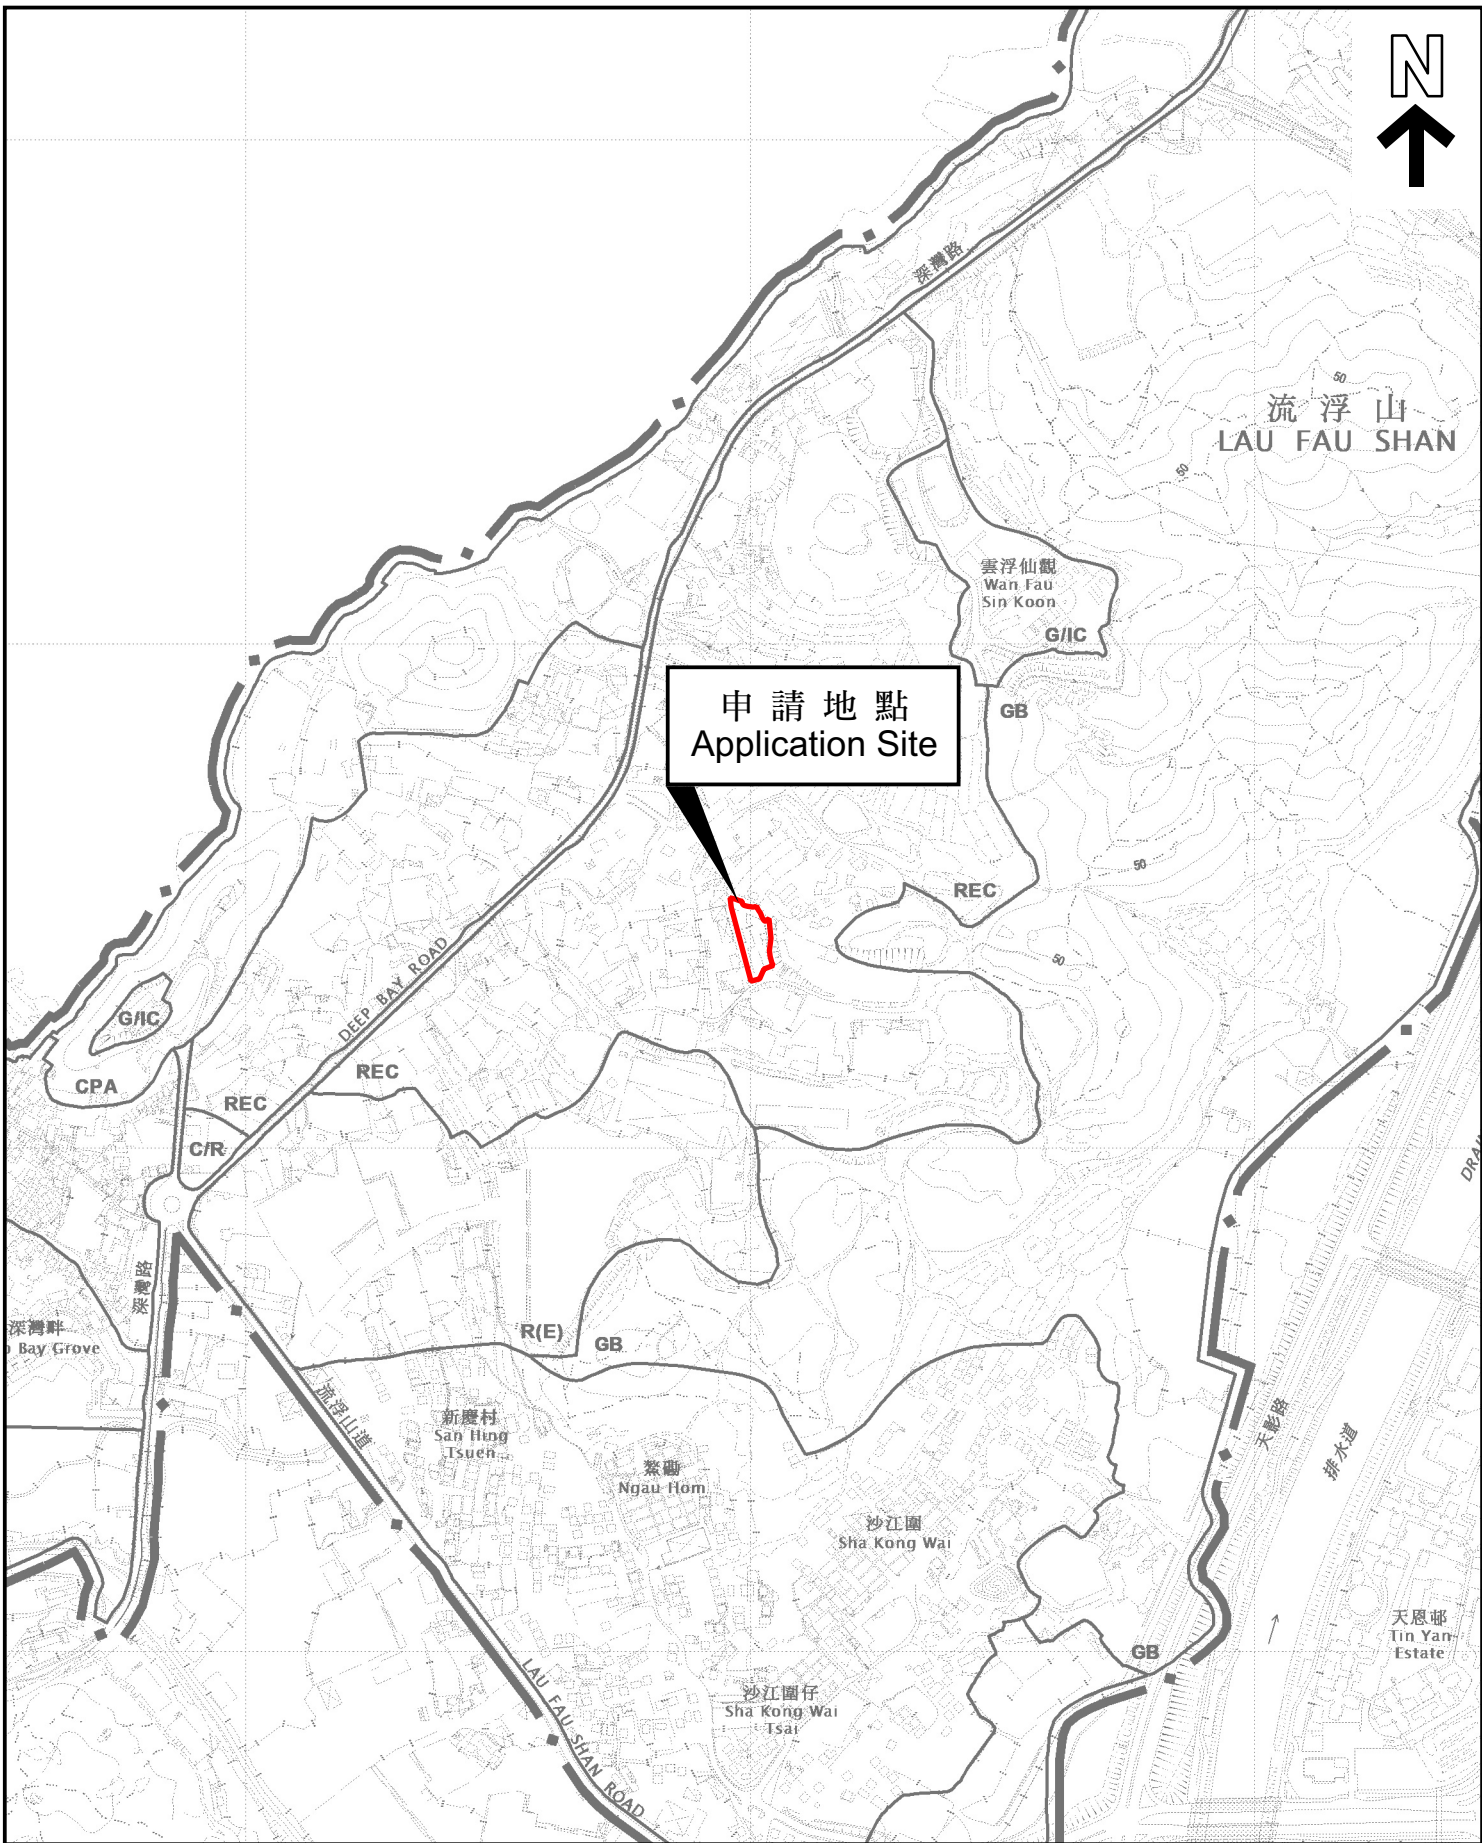 N
深灣路
50
流浮山
LAU FAU SHAN
50
雲浮仙觀
Wan Fau
Sin Koon
G/IC
申請地點
Application Site
GB
50
REC
DEEP BAY ROAD
50
G/IC
CPA
REC
REC
C/R
深灣路
深灣畔
Bay Grove
R(E)
GB
流浮山道
新慶村
San Hing
Tsuen
鰲磡
Ngau Hom
沙江圍
Sha Kong Wai
天影路
排水道
天恩邨
Tin Yan
Estate
GB
沙江圍仔
Sha Kong Wai
Tsai
LAU FAU SHAN ROAD